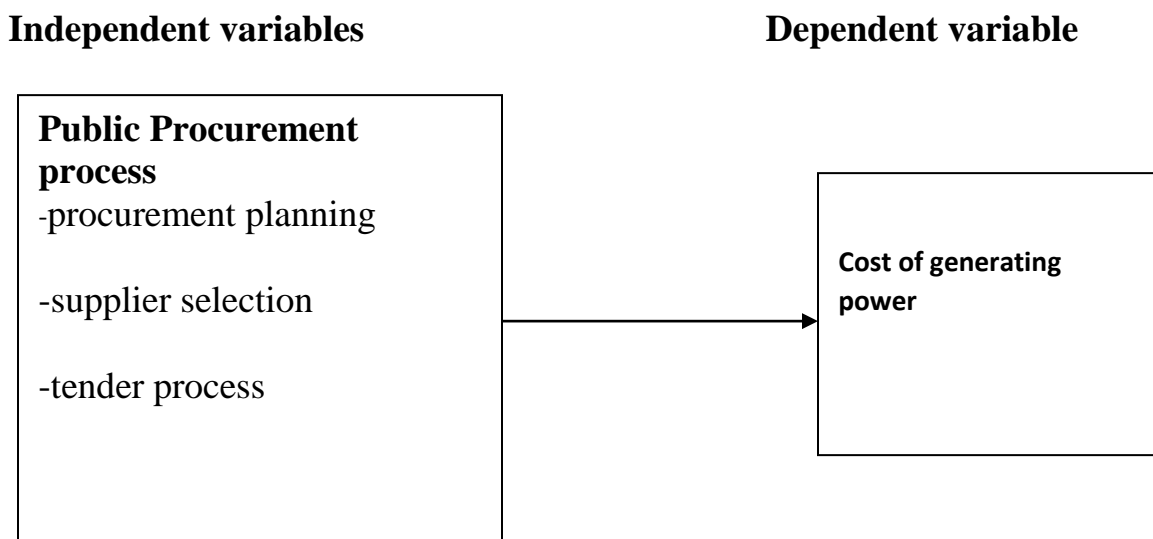 Independent variables
Dependent variable
Public Procurement
process
-procurement planning
-supplier selection
-tender process
Cost of generating
power